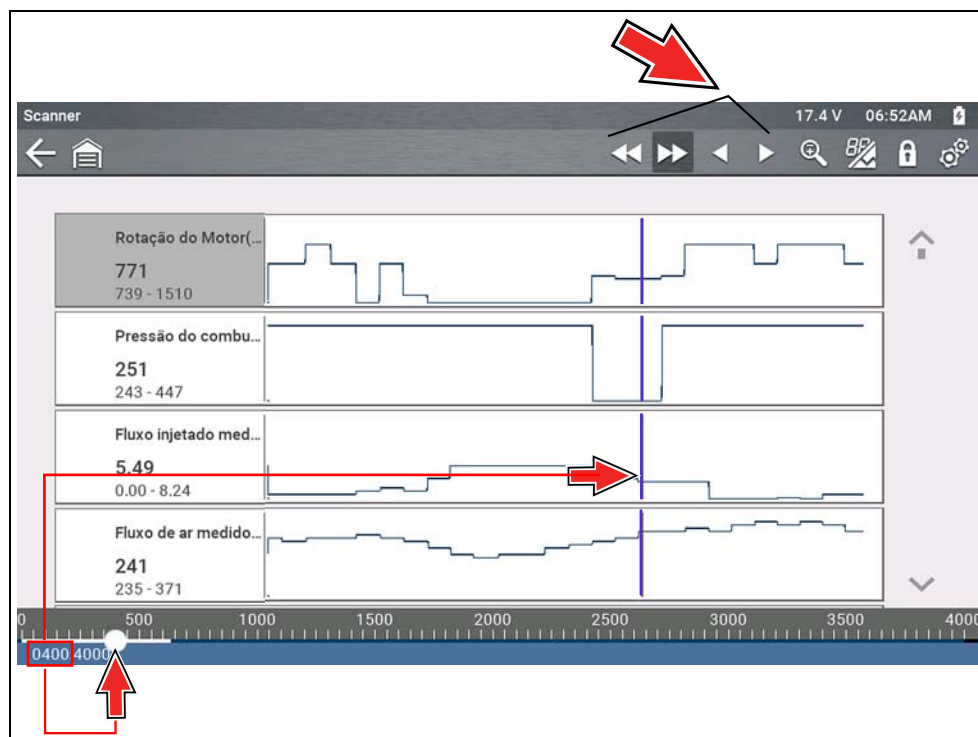 Scanner 17.4 V 06:52AM
Rotação do Motor(...
771
739 - 1510
Pressão do combu...
251
243 - 447
Fluxo injetado med...
5.49
0.00 - 8.24
Fluxo de ar medido...
241
235 - 371
0 500 1000 1500 2000 2500 3000 3500 4000
0400 4000